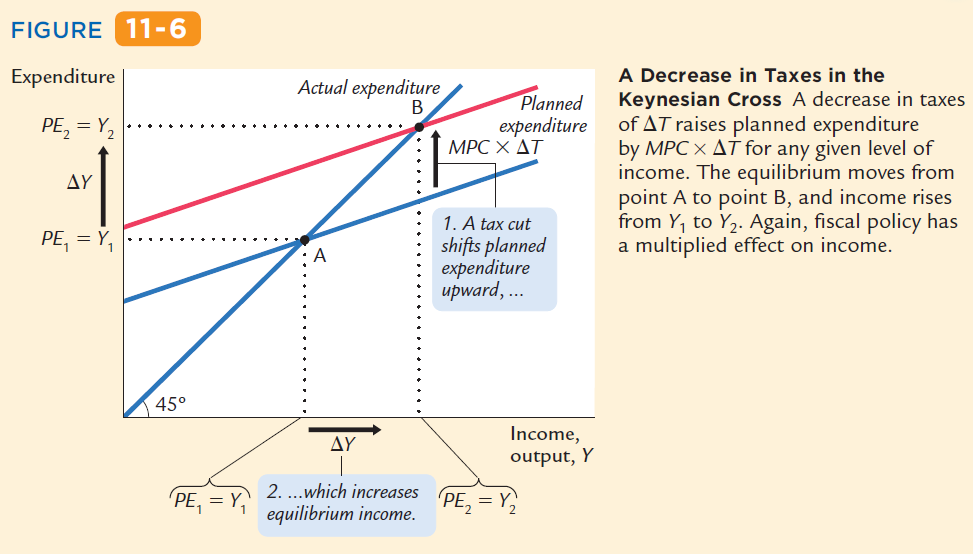 FIGURE 11-6
Expenditure
Actual expenditure
B
Planned
expenditure
PE₂ = Y₂
MPC × ΔT
ΔY
PE₁ = Y₁
A
1. A tax cut
shifts planned
expenditure
upward, ...
45°
Income,
output, Y
ΔY
PE₁ = Y₁
2. ...which increases
equilibrium income.
PE₂ = Y₂
A Decrease in Taxes in the
Keynesian Cross A decrease in taxes
of ΔT raises planned expenditure
by MPC × ΔT for any given level of
income. The equilibrium moves from
point A to point B, and income rises
from Y₁ to Y₂. Again, fiscal policy has
a multiplied effect on income.